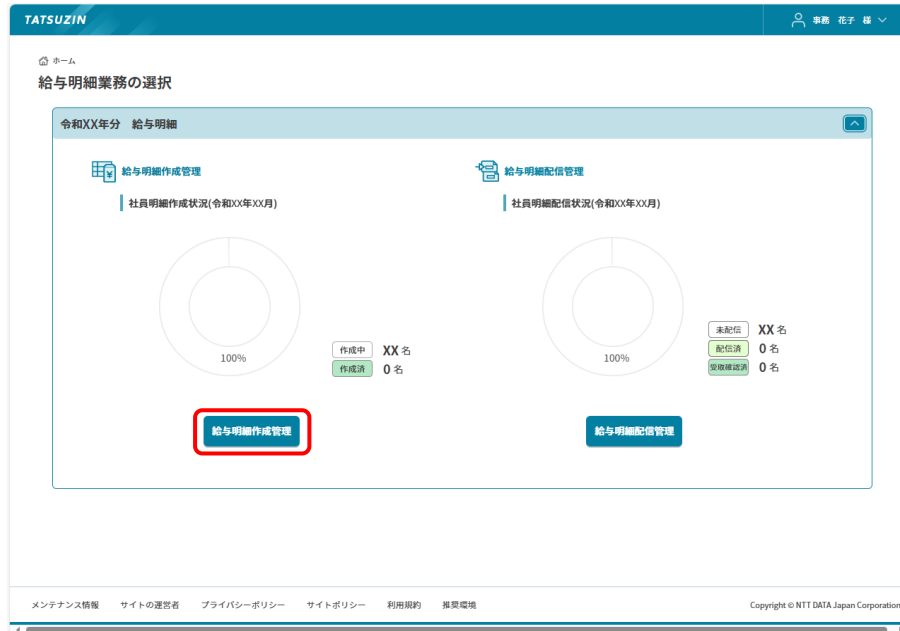 TATSUZIN
事務 花子 様
ホーム
給与明細業務の選択
令和XX年分 給与明細
給与明細作成管理
社員明細作成状況(令和XX年XX月)
100%
作成中 XX 名
作成済 0 名
給与明細作成管理
給与明細配信管理
社員明細配信状況(令和XX年XX月)
100%
未配信 XX 名
配信済 0 名
受取確認済 0 名
給与明細配信管理
メンテナンス情報 サイトの運営者 プライバシーポリシー サイトポリシー 利用規約 推奨環境
Copyright © NTT DATA Japan Corporation